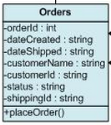 Orders
-orderId : int
-dateCreated : string
-dateShipped : string
-customerName : string
-customerId : string
-status : string
-shippingId : string
+placeOrder()